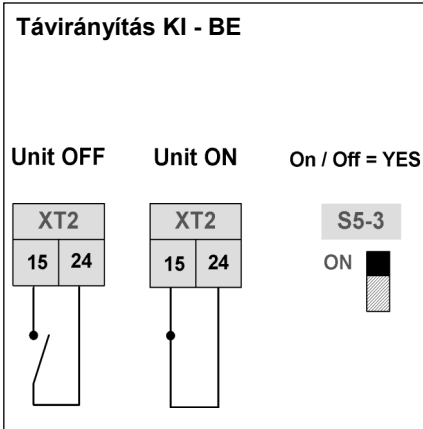 Távirányítás KI - BE
Unit OFF Unit ON On / Off = YES
XT2 XT2 S5-3
15 24 15 24 ON